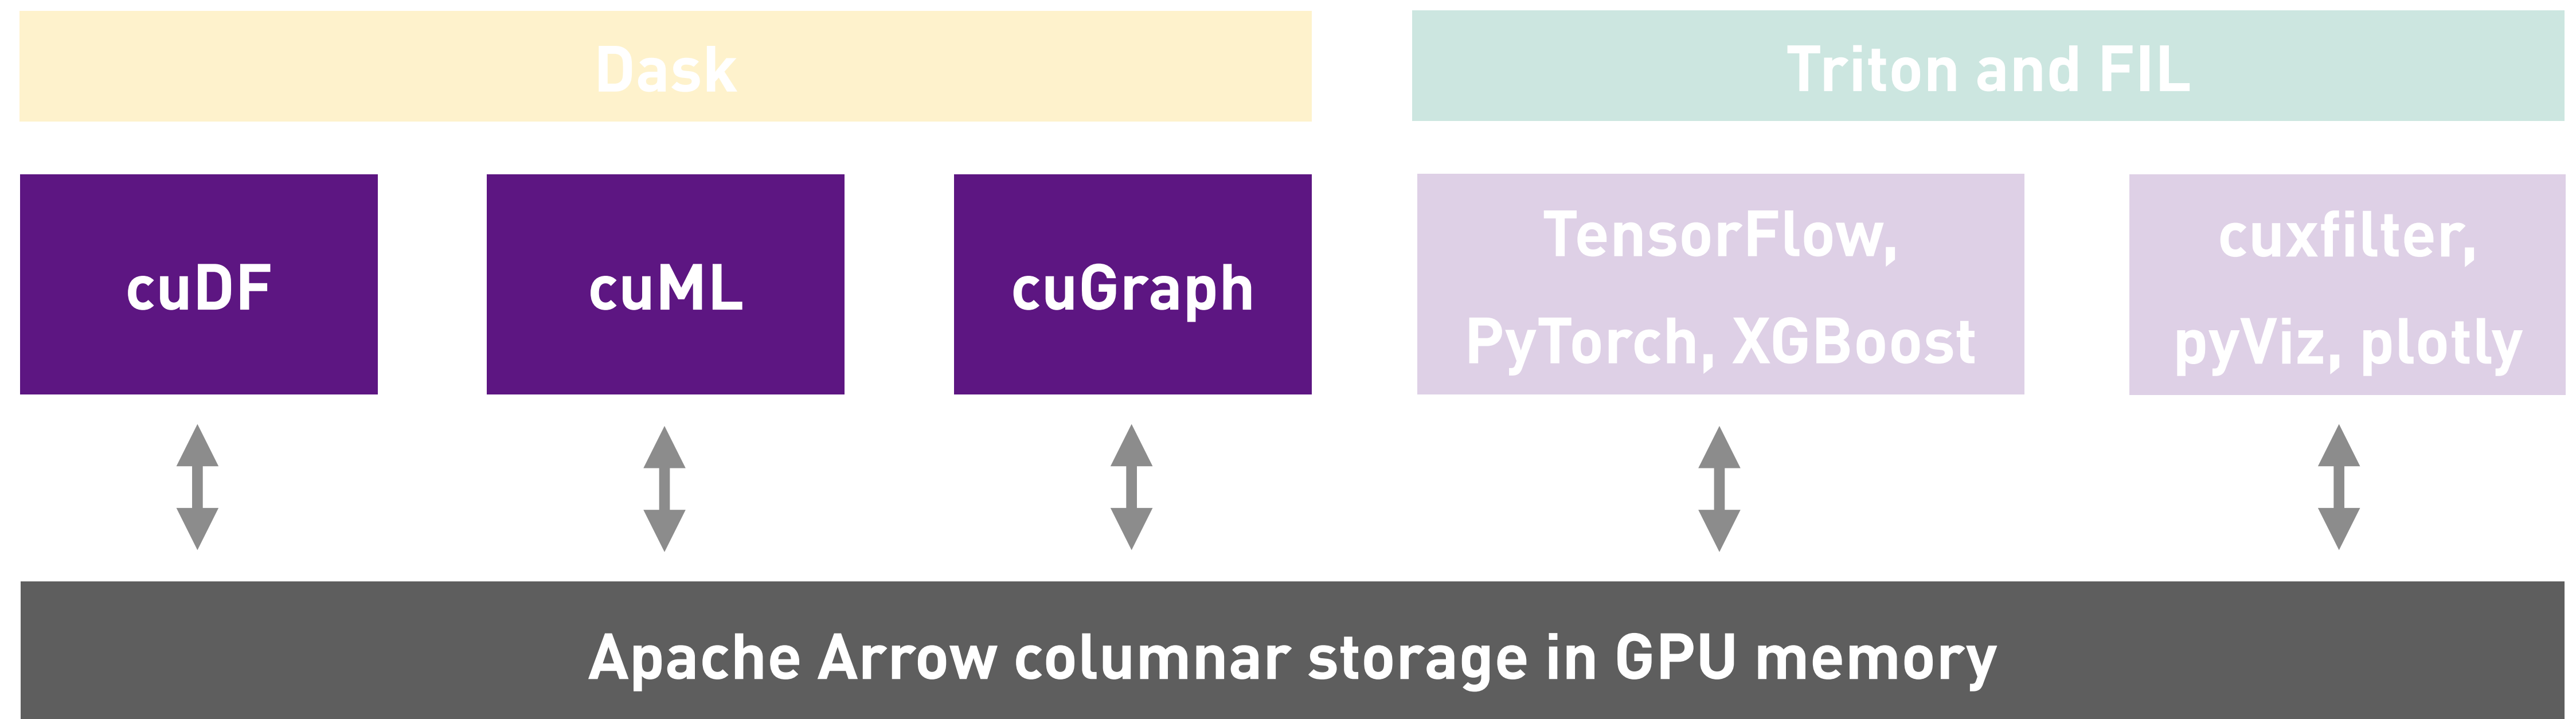 Dask
Triton and FIL
cuDF
cuML
cuGraph
TensorFlow,
PyTorch, XGBoost
cuxfilter,
pyViz, plotly
Apache Arrow columnar storage in GPU memory